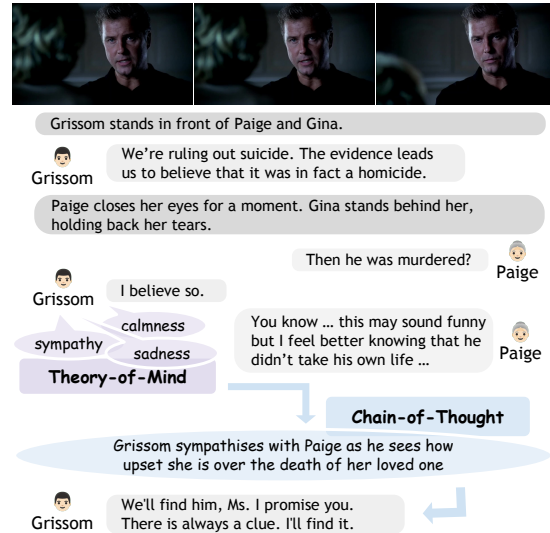 Grissom stands in front of Paige and Gina.
Grissom
We're ruling out suicide. The evidence leads
us to believe that it was in fact a homicide.
Paige closes her eyes for a moment. Gina stands behind her,
holding back her tears.
Then he was murdered?
Paige
Grissom
I believe so.
calmness
sympathy
sadness
Theory-of-Mind
You know … this may sound funny
but I feel better knowing that he
didn't take his own life …
Paige
Chain-of-Thought
Grissom sympathises with Paige as he sees how
upset she is over the death of her loved one
Grissom
We'll find him, Ms. I promise you.
There is always a clue. I'll find it.